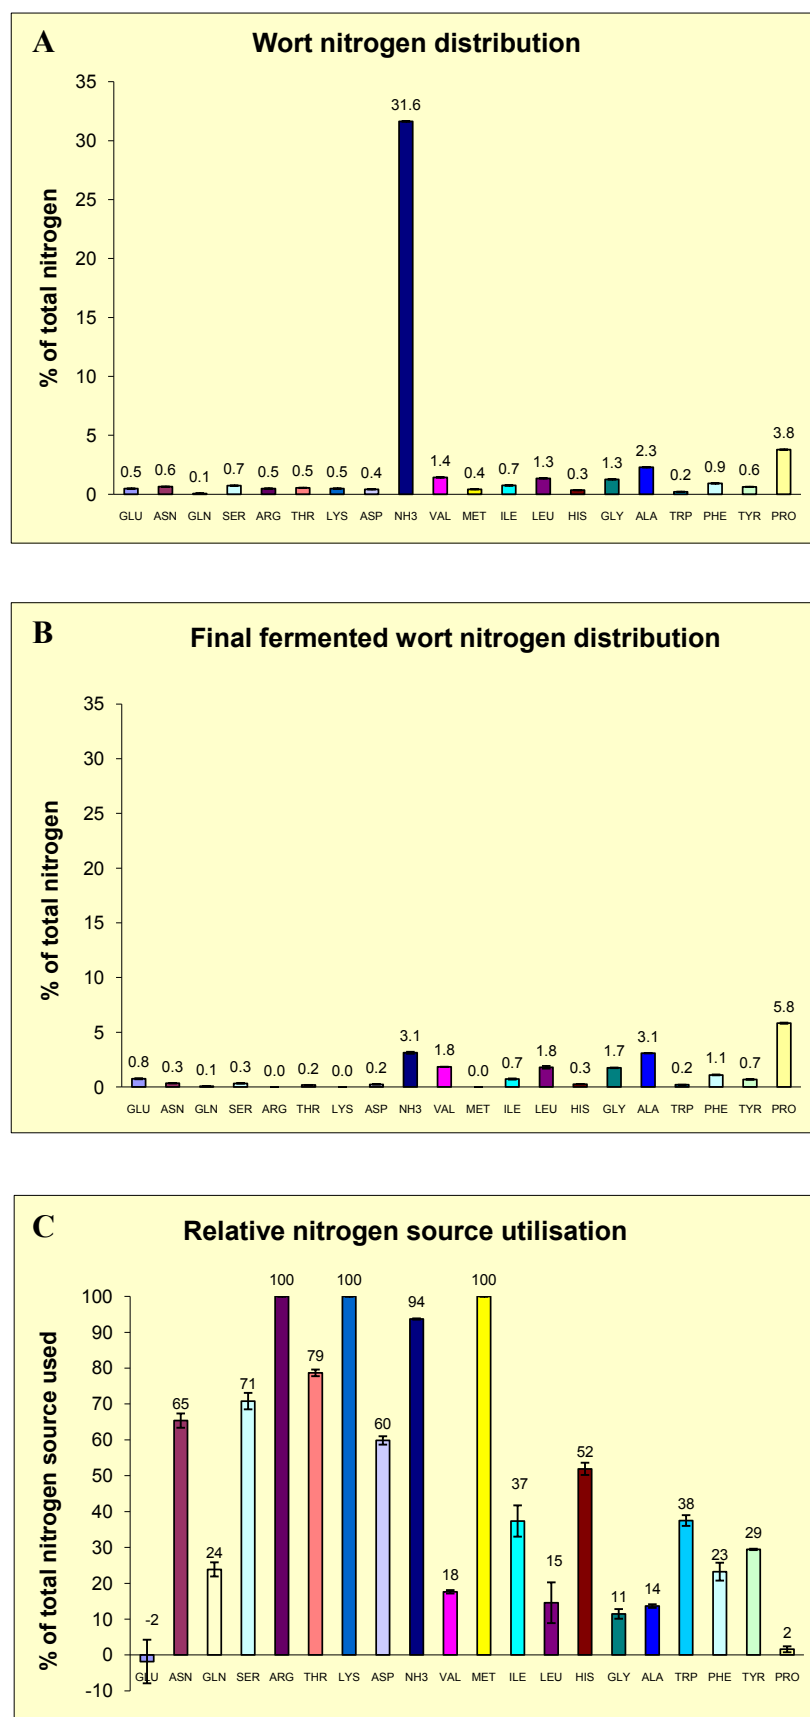 A
Wort nitrogen distribution
% of total nitrogen
35
30
25
20
15
10
5
0
0.5 0.6 0.1 0.7 0.5 0.5 0.5 0.4 31.6 1.4 0.4 0.7 1.3 0.3 1.3 2.3 0.2 0.9 0.6 3.8
GLU ASN GLN SER ARG THR LYS ASP NH3 VAL MET ILE LEU HIS GLY ALA TRP PHE TYR PRO
B
Final fermented wort nitrogen distribution
% of total nitrogen
35
30
25
20
15
10
5
0
0.8 0.3 0.1 0.3 0.0 0.2 0.0 0.2 3.1 1.8 0.0 0.7 1.8 0.3 1.7 3.1 0.2 1.1 0.7 5.8
GLU ASN GLN SER ARG THR LYS ASP NH3 VAL MET ILE LEU HIS GLY ALA TRP PHE TYR PRO
C
Relative nitrogen source utilisation
% of total nitrogen source used
100
90
80
70
60
50
40
30
20
10
0
-10
-2 65 24 71 100 79 100 60 94 18 100 37 15 52 11 14 38 23 29 2
GLU ASN GLN SER ARG THR LYS ASP NH3 VAL MET ILE LEU HIS GLY ALA TRP PHE TYR PRO